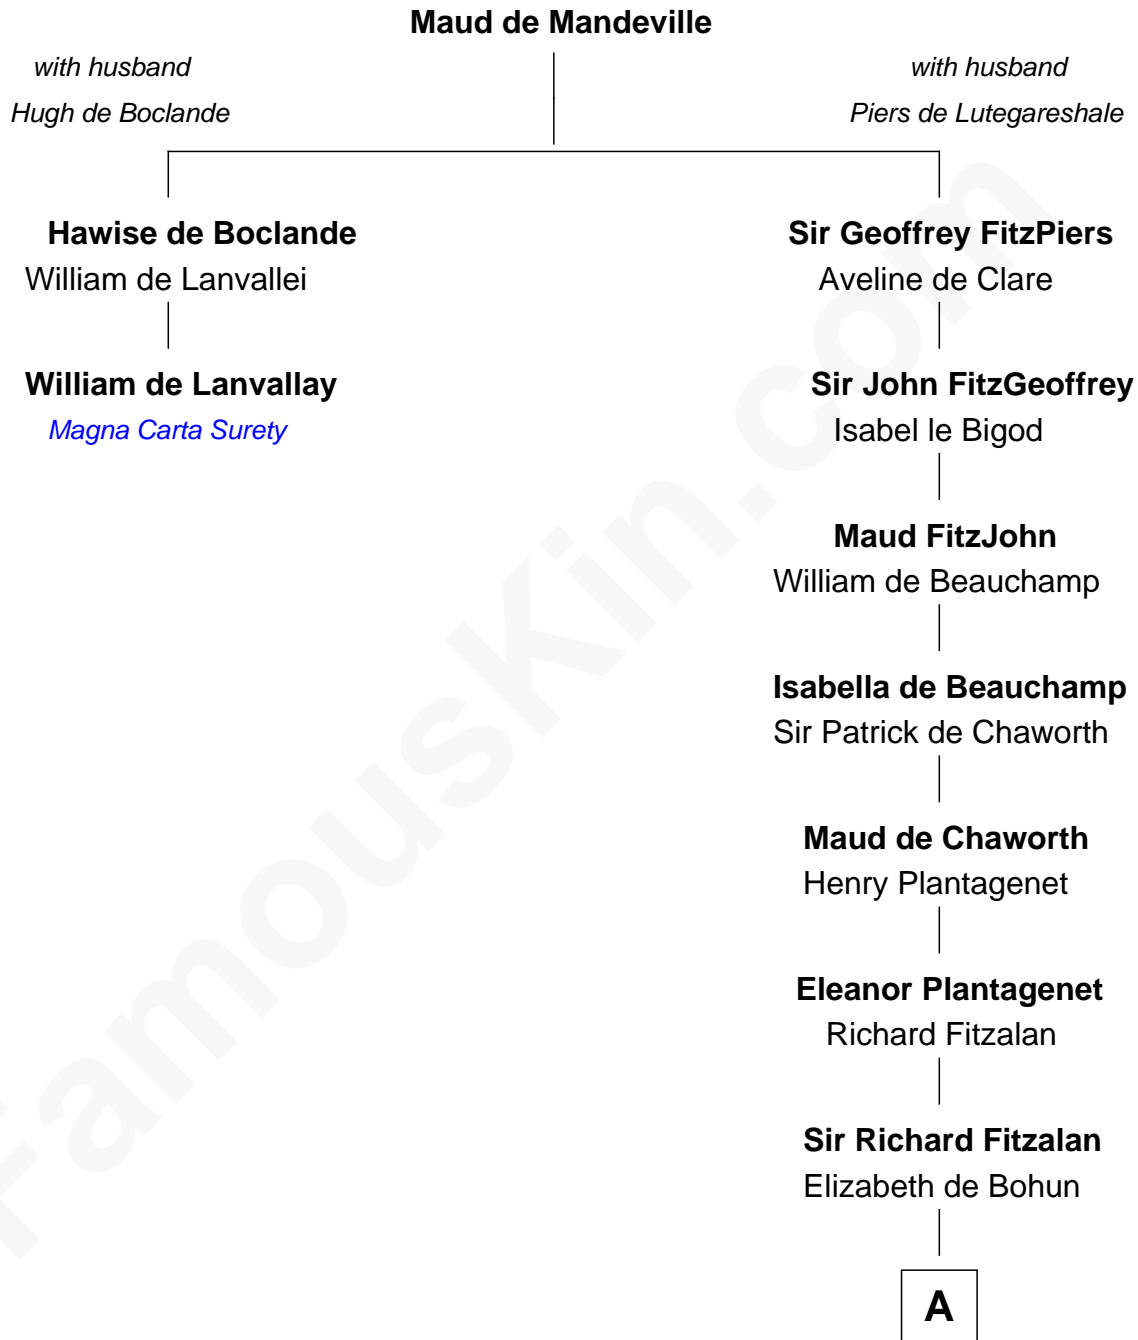 Maud de Mandeville
with husband
Hugh de Boclande
with husband
Piers de Lutegareshale
Hawise de Boclande
William de Lanvallei
William de Lanvallay
Magna Carta Surety
Sir Geoffrey FitzPiers
Aveline de Clare
Sir John FitzGeoffrey
Isabel le Bigod
Maud FitzJohn
William de Beauchamp
Isabella de Beauchamp
Sir Patrick de Chaworth
Maud de Chaworth
Henry Plantagenet
Eleanor Plantagenet
Richard Fitzalan
Sir Richard Fitzalan
Elizabeth de Bohun
A
FamousKin.com